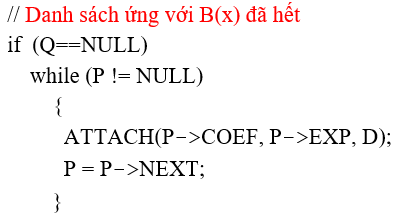 // Danh sách ứng với B(x) đã hết
if (Q==NULL)
while (P != NULL)
{
ATTACH(P->COEF, P->EXP, D);
P = P->NEXT;
}